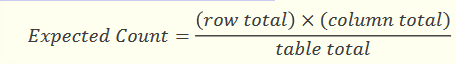 Expected Count = (row total) × (column total) / table total